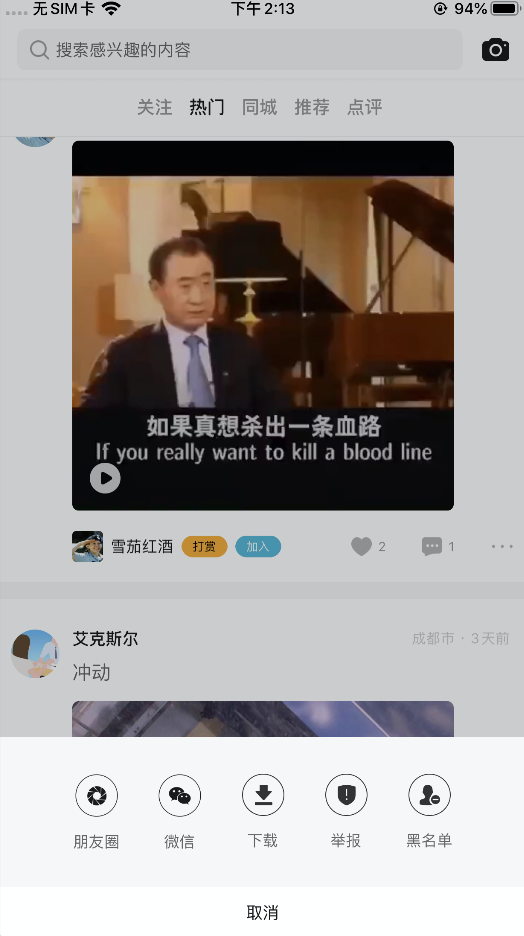 无SIM卡 下午2:13 94%
搜索感兴趣的内容
关注 热门 同城 推荐 点评
如果真想杀出一条血路
If you really want to kill a blood line
雪茄红酒 打赏 加入 2 1
艾克斯尔 成都市 · 3天前
冲动
朋友圈 微信 下载 举报 黑名单
取消